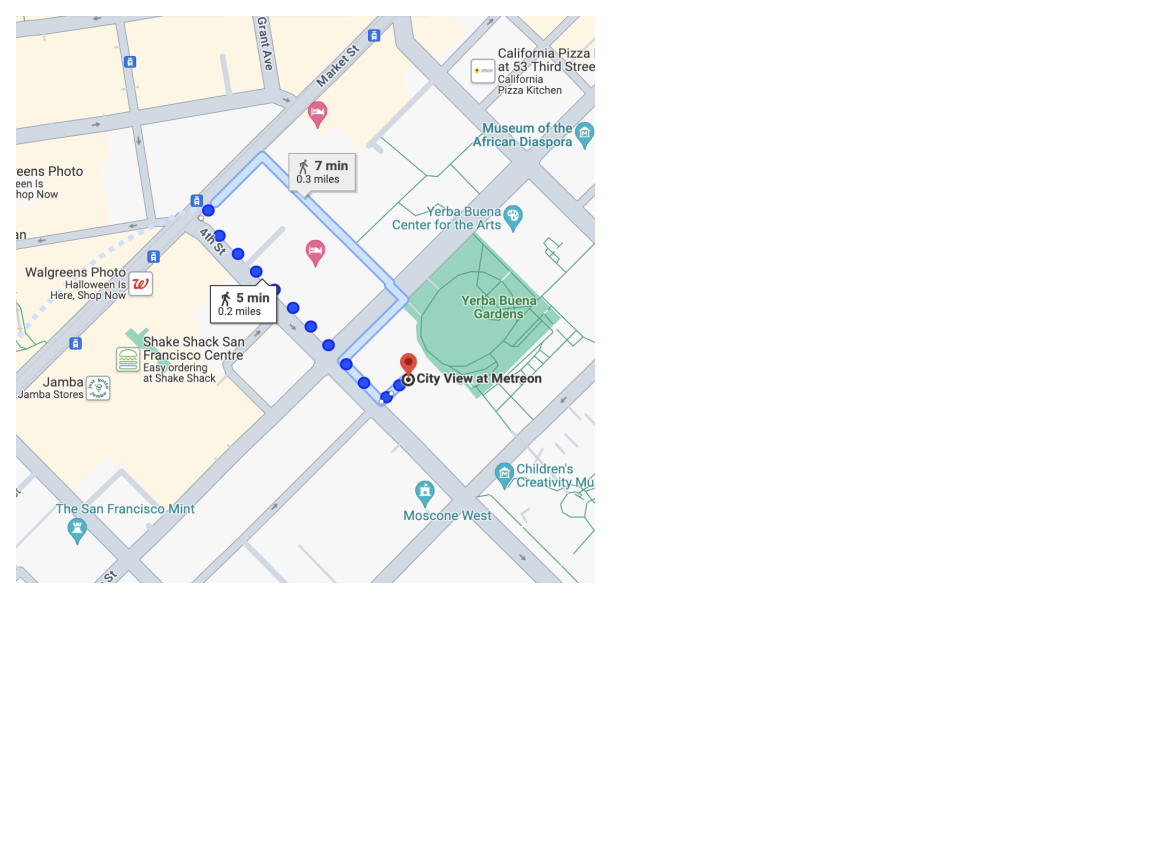 Grant Ave
Market St
California Pizza
at 53 Third Stree
California
Pizza Kitchen
Museum of the
African Diaspora
7 min
0.3 miles
eens Photo
een Is
hop Now
Yerba Buena
Center for the Arts
an
4th St
Walgreens Photo
Halloween Is
Here, Shop Now
5 min
0.2 miles
Yerba Buena
Gardens
Shake Shack San
Francisco Centre
Easy ordering
at Shake Shack
City View at Metreon
Jamba
Jamba Stores
Children's
Creativity Mu
The San Francisco Mint
Moscone West
St